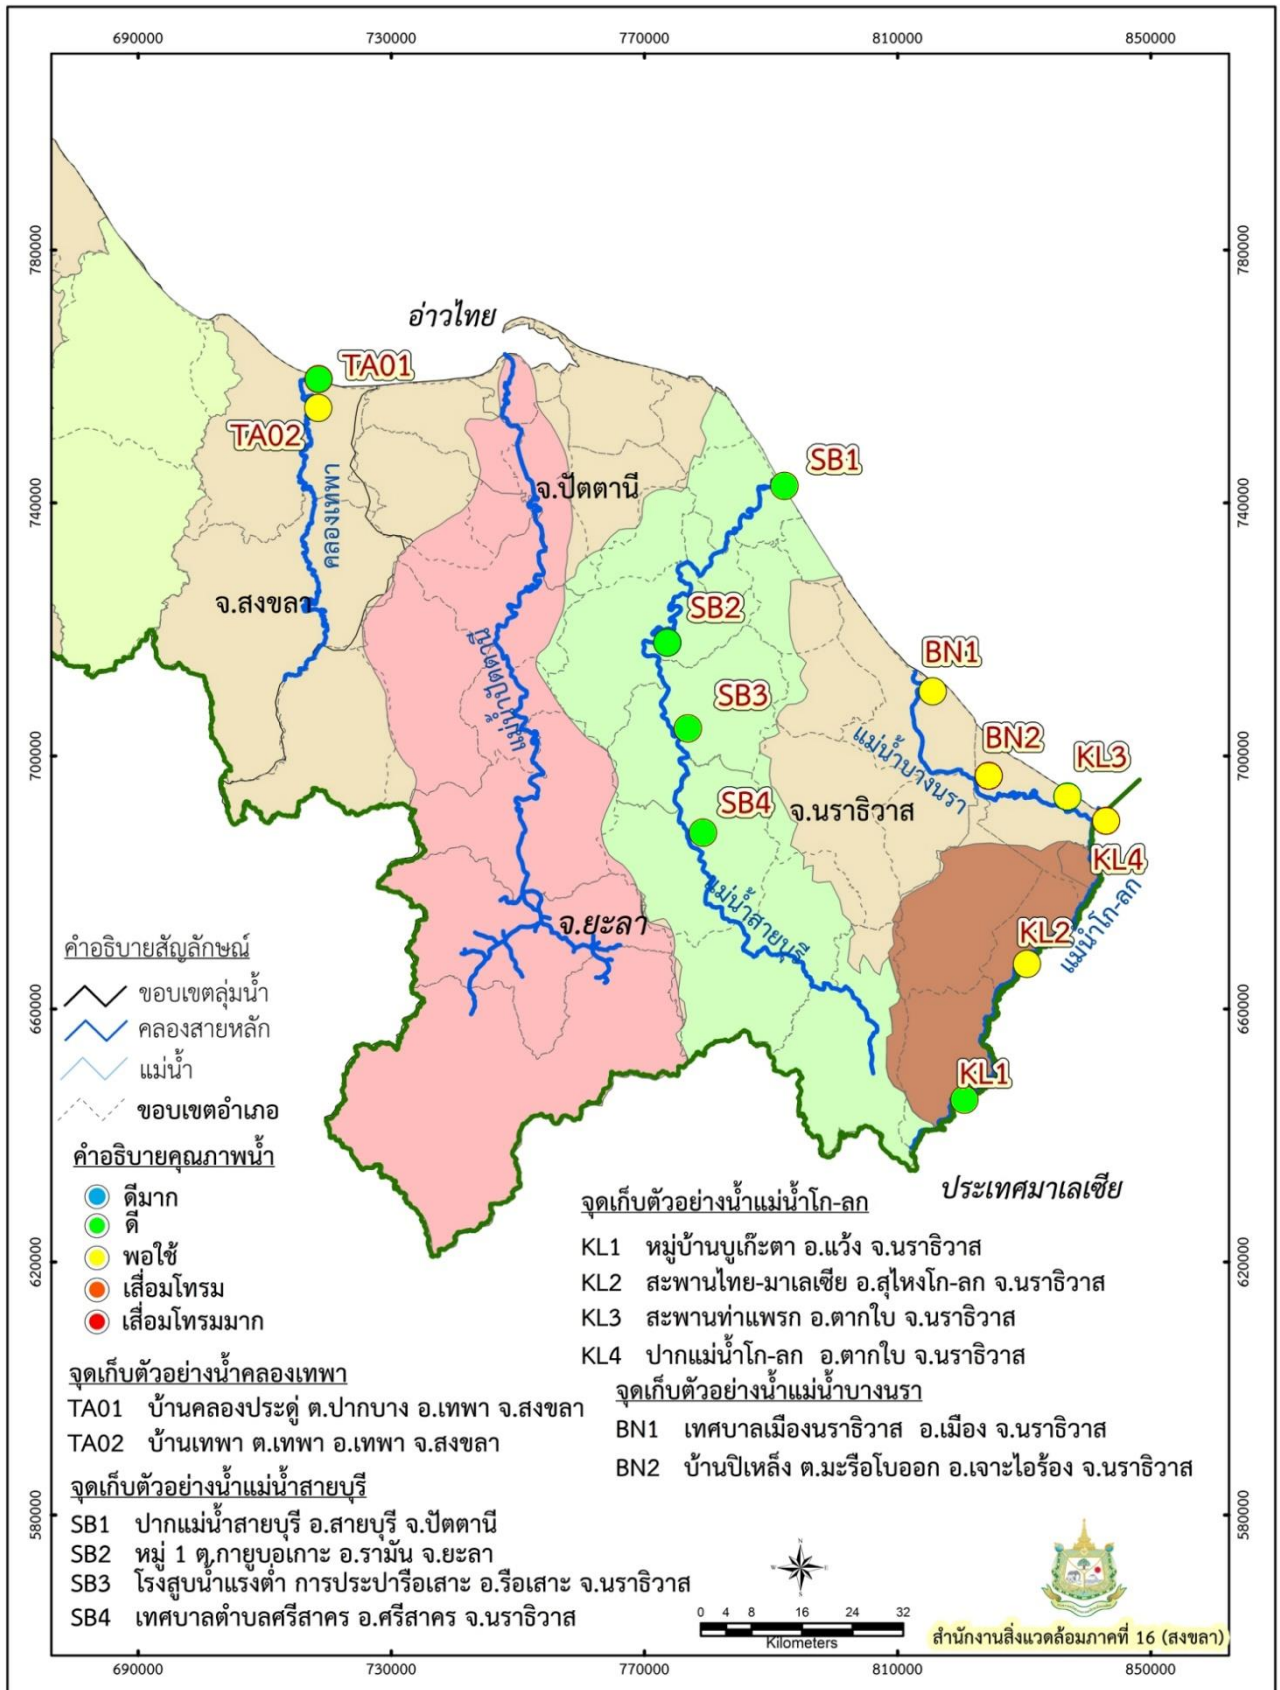 690000 730000 770000 810000 850000
780000 780000
อ่าวไทย
TA01
TA02
SB1
จ.ปัตตานี
740000 740000
คลองเทพา
จ.สงขลา
SB2
แม่น้ำปัตตานี
BN1
SB3
BN2
แม่น้ำบางนรา
KL3
700000 700000
SB4
จ.นราธิวาส
KL4
แม่น้ำสายบุรี
แม่น้ำโก-ลก
จ.ยะลา
KL2
660000 660000
KL1
ประเทศมาเลเซีย
คำอธิบายสัญลักษณ์
ขอบเขตลุ่มน้ำ
คลองสายหลัก
แม่น้ำ
ขอบเขตอำเภอ
คำอธิบายคุณภาพน้ำ
ดีมาก
ดี
พอใช้
เสื่อมโทรม
เสื่อมโทรมมาก
620000 620000
จุดเก็บตัวอย่างน้ำแม่น้ำโก-ลก
KL1 หมู่บ้านบูเก๊ะตา อ.แว้ง จ.นราธิวาส
KL2 สะพานไทย-มาเลเซีย อ.สุไหงโก-ลก จ.นราธิวาส
KL3 สะพานท่าแพรก อ.ตากใบ จ.นราธิวาส
KL4 ปากแม่น้ำโก-ลก อ.ตากใบ จ.นราธิวาส
จุดเก็บตัวอย่างน้ำคลองเทพา
TA01 บ้านคลองประดู่ ต.ปากบาง อ.เทพา จ.สงขลา
TA02 บ้านเทพา ต.เทพา อ.เทพา จ.สงขลา
จุดเก็บตัวอย่างน้ำแม่น้ำบางนรา
BN1 เทศบาลเมืองนราธิวาส อ.เมือง จ.นราธิวาส
BN2 บ้านปิเหล็ง ต.มะรือโบออก อ.เจาะไอร้อง จ.นราธิวาส
จุดเก็บตัวอย่างน้ำแม่น้ำสายบุรี
SB1 ปากแม่น้ำสายบุรี อ.สายบุรี จ.ปัตตานี
SB2 หมู่ 1 ต.กายูบอเกาะ อ.รามัน จ.ยะลา
SB3 โรงสูบน้ำแรงต่ำ การประปารือเสาะ อ.รือเสาะ จ.นราธิวาส
SB4 เทศบาลตำบลศรีสาคร อ.ศรีสาคร จ.นราธิวาส
580000 580000
N
W E
S
0 4 8 16 24 32
Kilometers
สำนักงานสิ่งแวดล้อมภาคที่ 16 (สงขลา)
690000 730000 770000 810000 850000